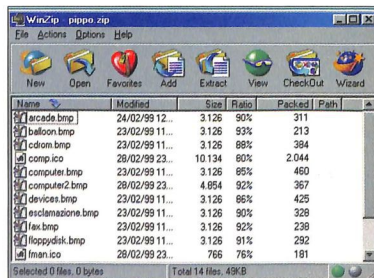 WinZip - pippo.zip
File Actions Options Help
New Open Favorites Add Extract View CheckOut Wizard
Name Modified Size Ratio Packed Path
arcade.bmp 24/02/99 12... 3.126 90% 311
balloon.bmp 23/02/99 11... 3.126 93% 213
cdrom.bmp 23/02/99 11... 3.126 88% 384
comp.ico 28/02/99 23... 10.134 80% 2.044
computer.bmp 23/02/99 11... 3.126 85% 460
computer2.bmp 28/02/99 23... 4.854 92% 367
devices.bmp 23/02/99 11... 3.126 86% 425
esclamazione.bmp 23/02/99 11... 3.126 90% 328
fax.bmp 23/02/99 11... 3.126 92% 238
floppydisk.bmp 23/02/99 11... 3.126 91% 292
fman.ico 28/02/99 23... 766 76% 181
Selected 0 files, 0 bytes Total 14 files, 49KB